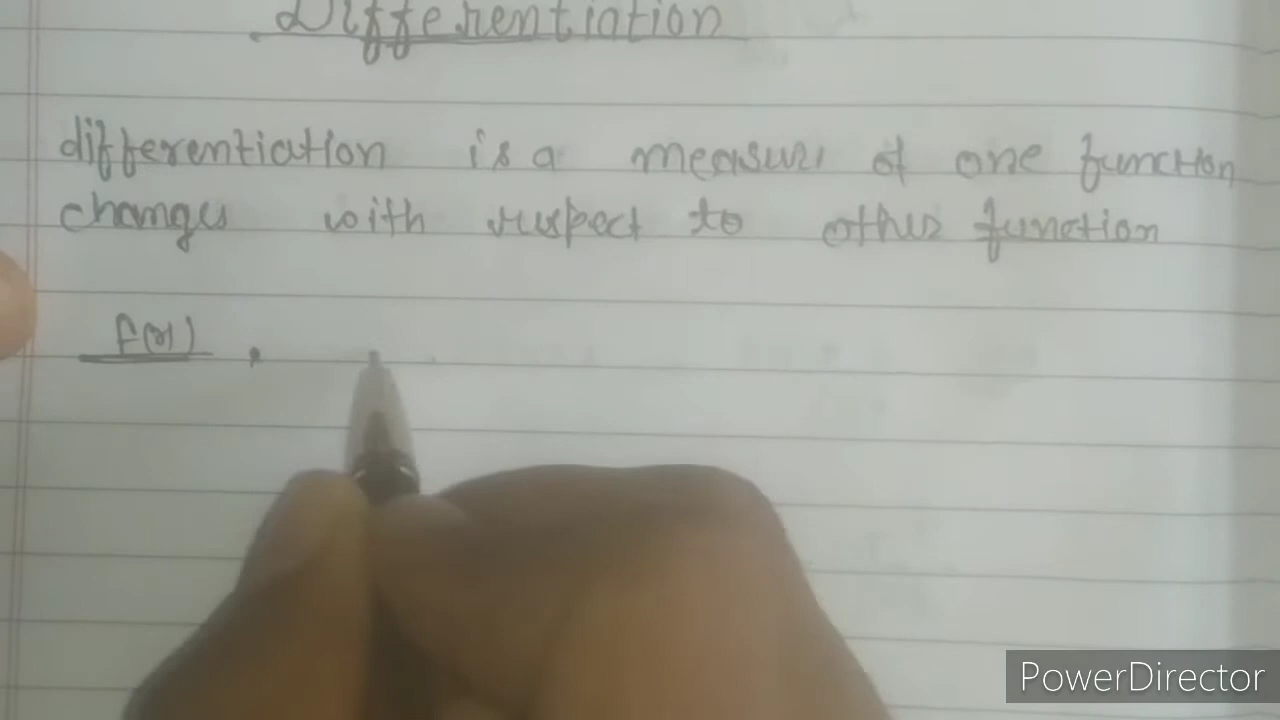 Differentiation
differentiation is a measure of one function
changes with respect to other function
F(x),
PowerDirector